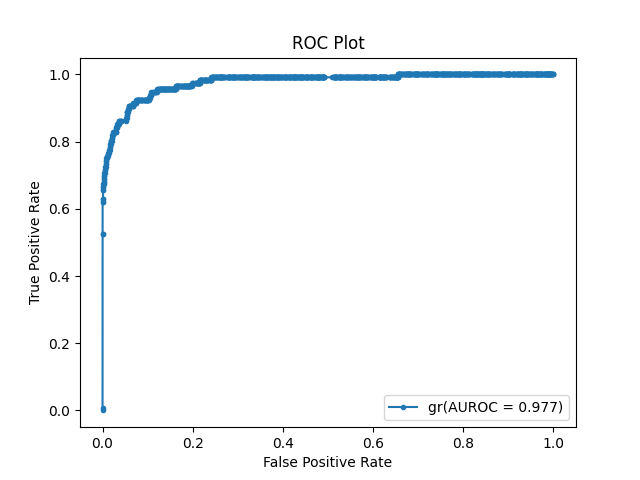 ROC Plot
True Positive Rate
1.0
0.8
0.6
0.4
0.2
0.0
gr(AUROC = 0.977)
0.0 0.2 0.4 0.6 0.8 1.0
False Positive Rate